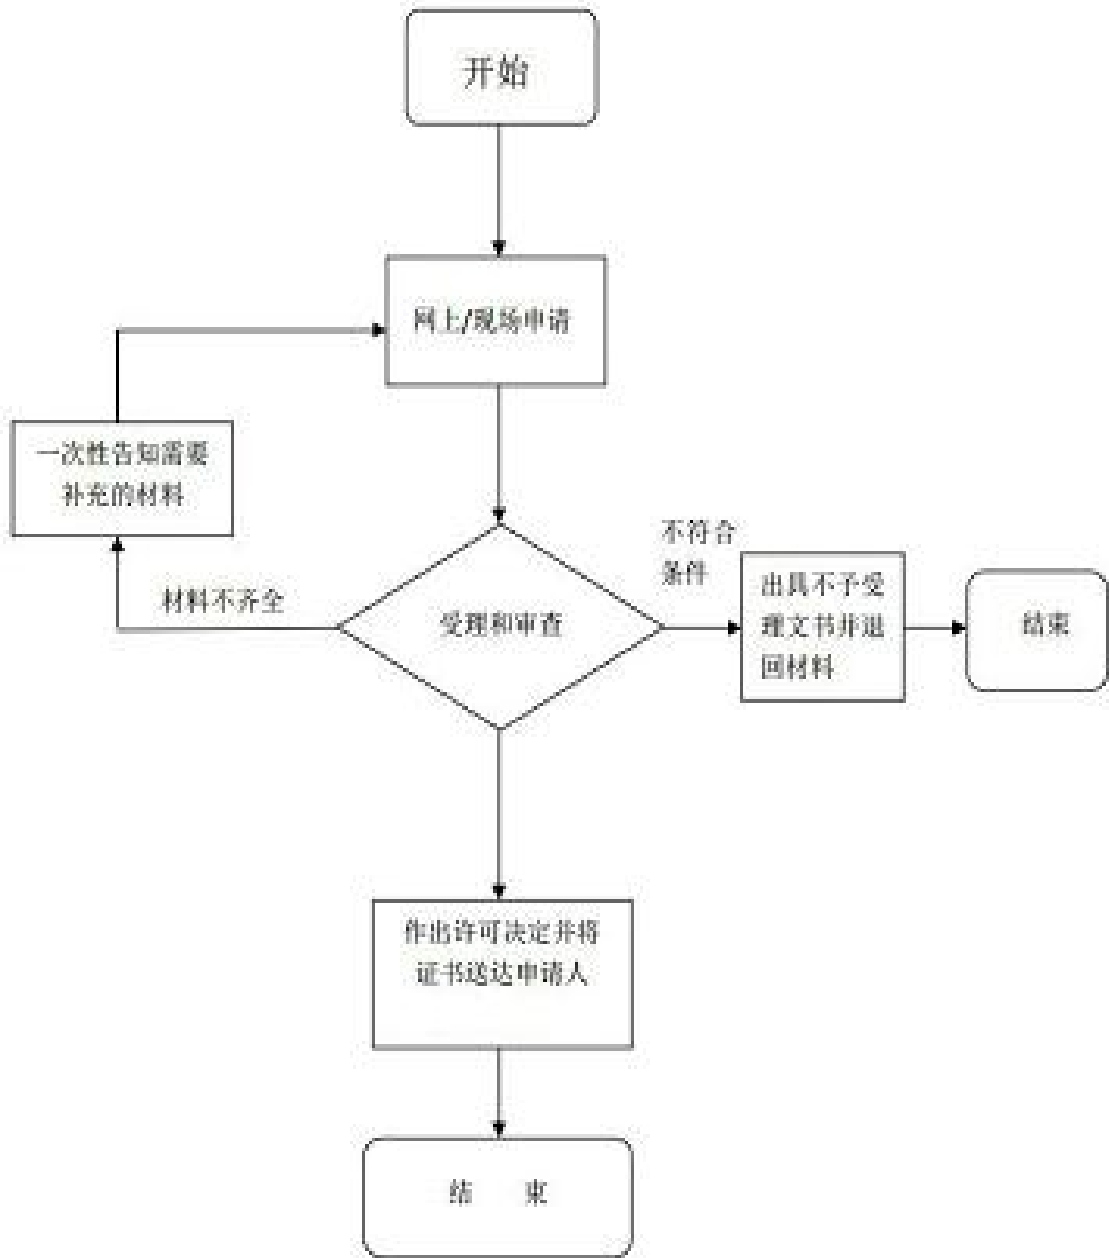 开始
网上/现场申请
一次性告知需要
补充的材料
材料不齐全
受理和审查
不符合
条件
出具不予受
理文书并退
回材料
结束
作出许可决定并将
证书送达申请人
结 束